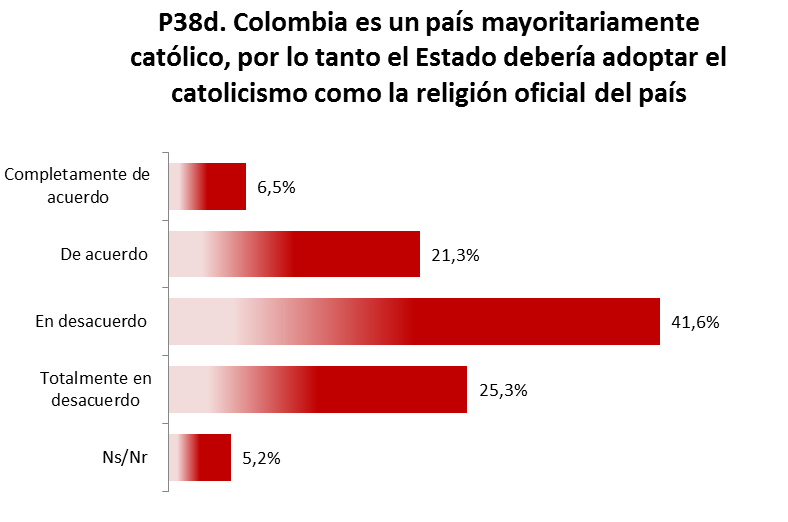 P38d. Colombia es un país mayoritariamente
católico, por lo tanto el Estado debería adoptar el
catolicismo como la religión oficial del país
Completamente de
acuerdo
6,5%
De acuerdo
21,3%
En desacuerdo
41,6%
Totalmente en
desacuerdo
25,3%
Ns/Nr
5,2%